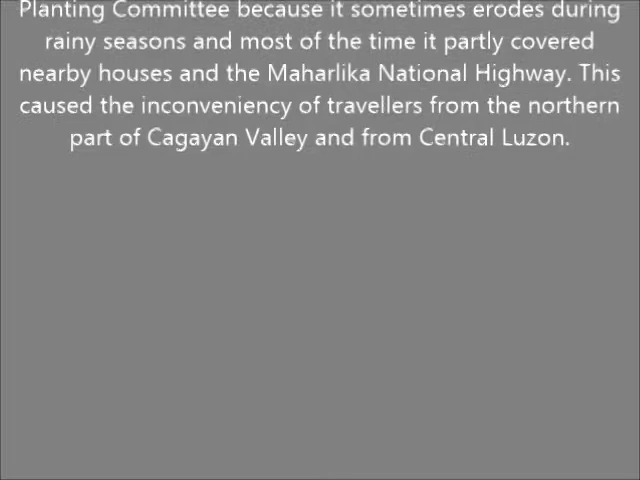 Planting Committee because it sometimes erodes during
rainy seasons and most of the time it partly covered
nearby houses and the Maharlika National Highway. This
caused the inconveniency of travellers from the northern
part of Cagayan Valley and from Central Luzon.